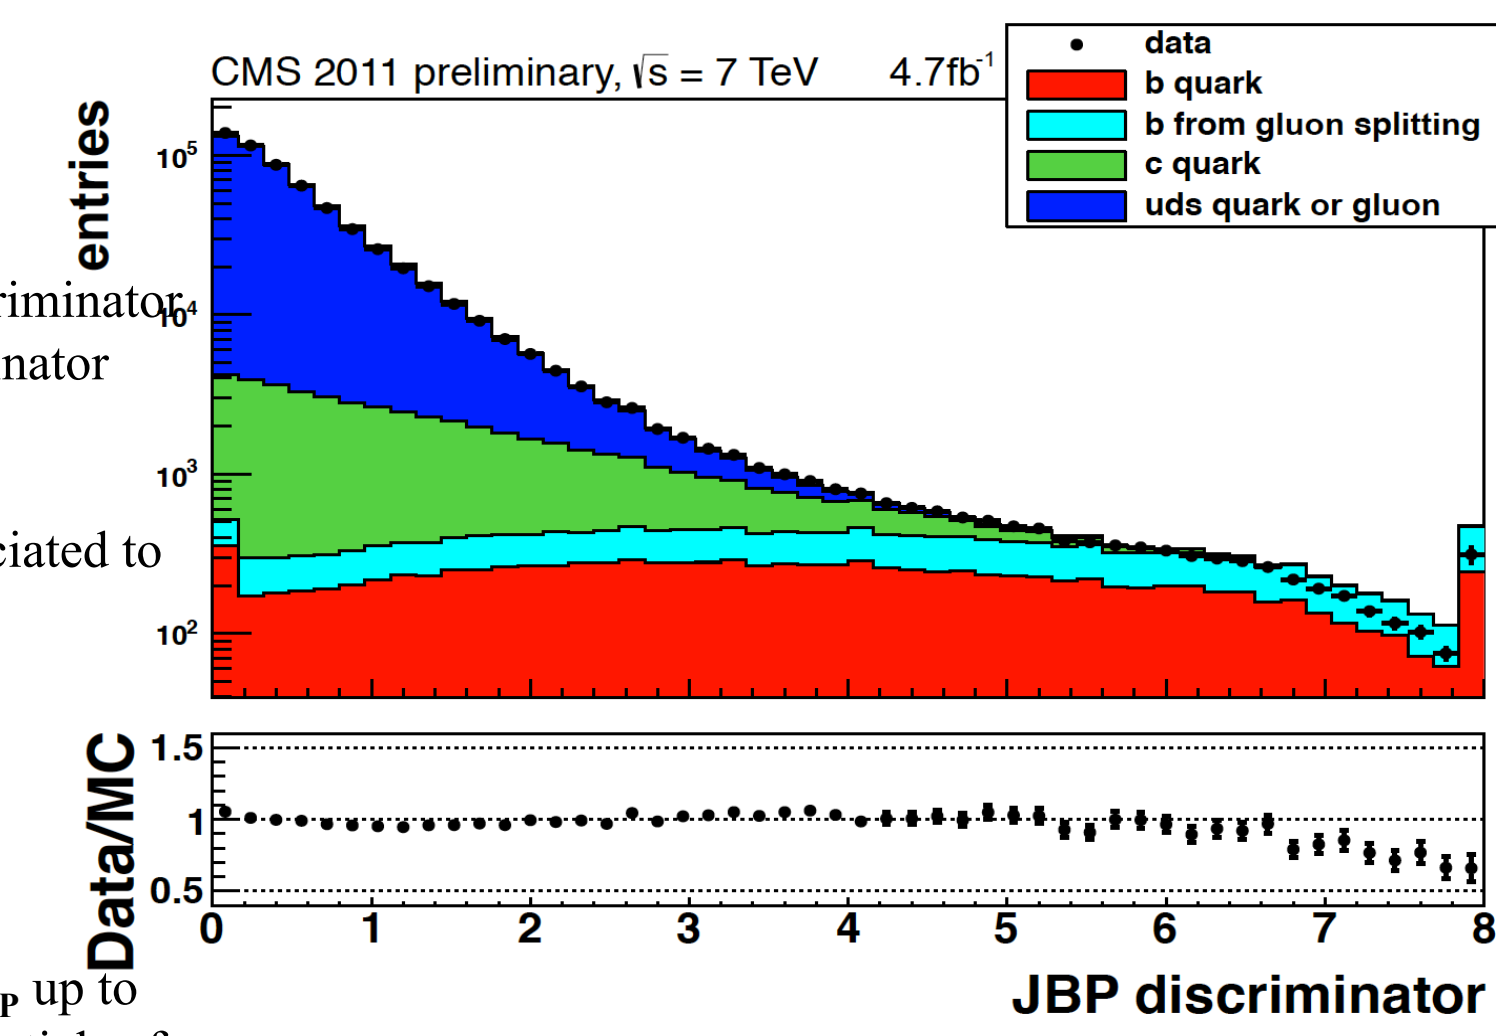 CMS 2011 preliminary, √s = 7 TeV 4.7fb⁻¹
data
b quark
b from gluon splitting
c quark
uds quark or gluon
entries
10⁵
10⁴
10³
10²
riminator
nator
ciated to
Data/MC
1.5
1
0.5
0 1 2 3 4 5 6 7 8
JBP discriminator
P up to